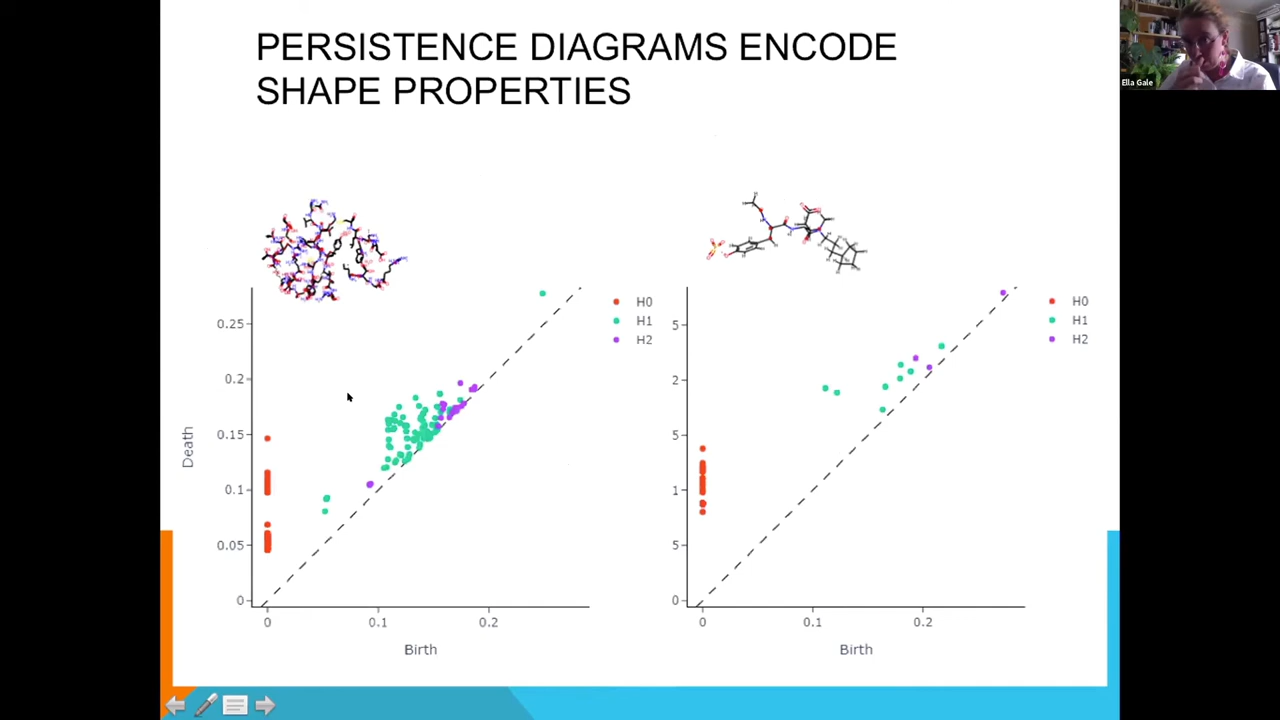 PERSISTENCE DIAGRAMS ENCODE
SHAPE PROPERTIES
Ella Gale
H0
H1
H2
0.25
0.2
0.15
0.1
0.05
0
Death
0
0.1
0.2
Birth
H0
H1
H2
5
2
5
1
5
0
0
0.1
0.2
Birth